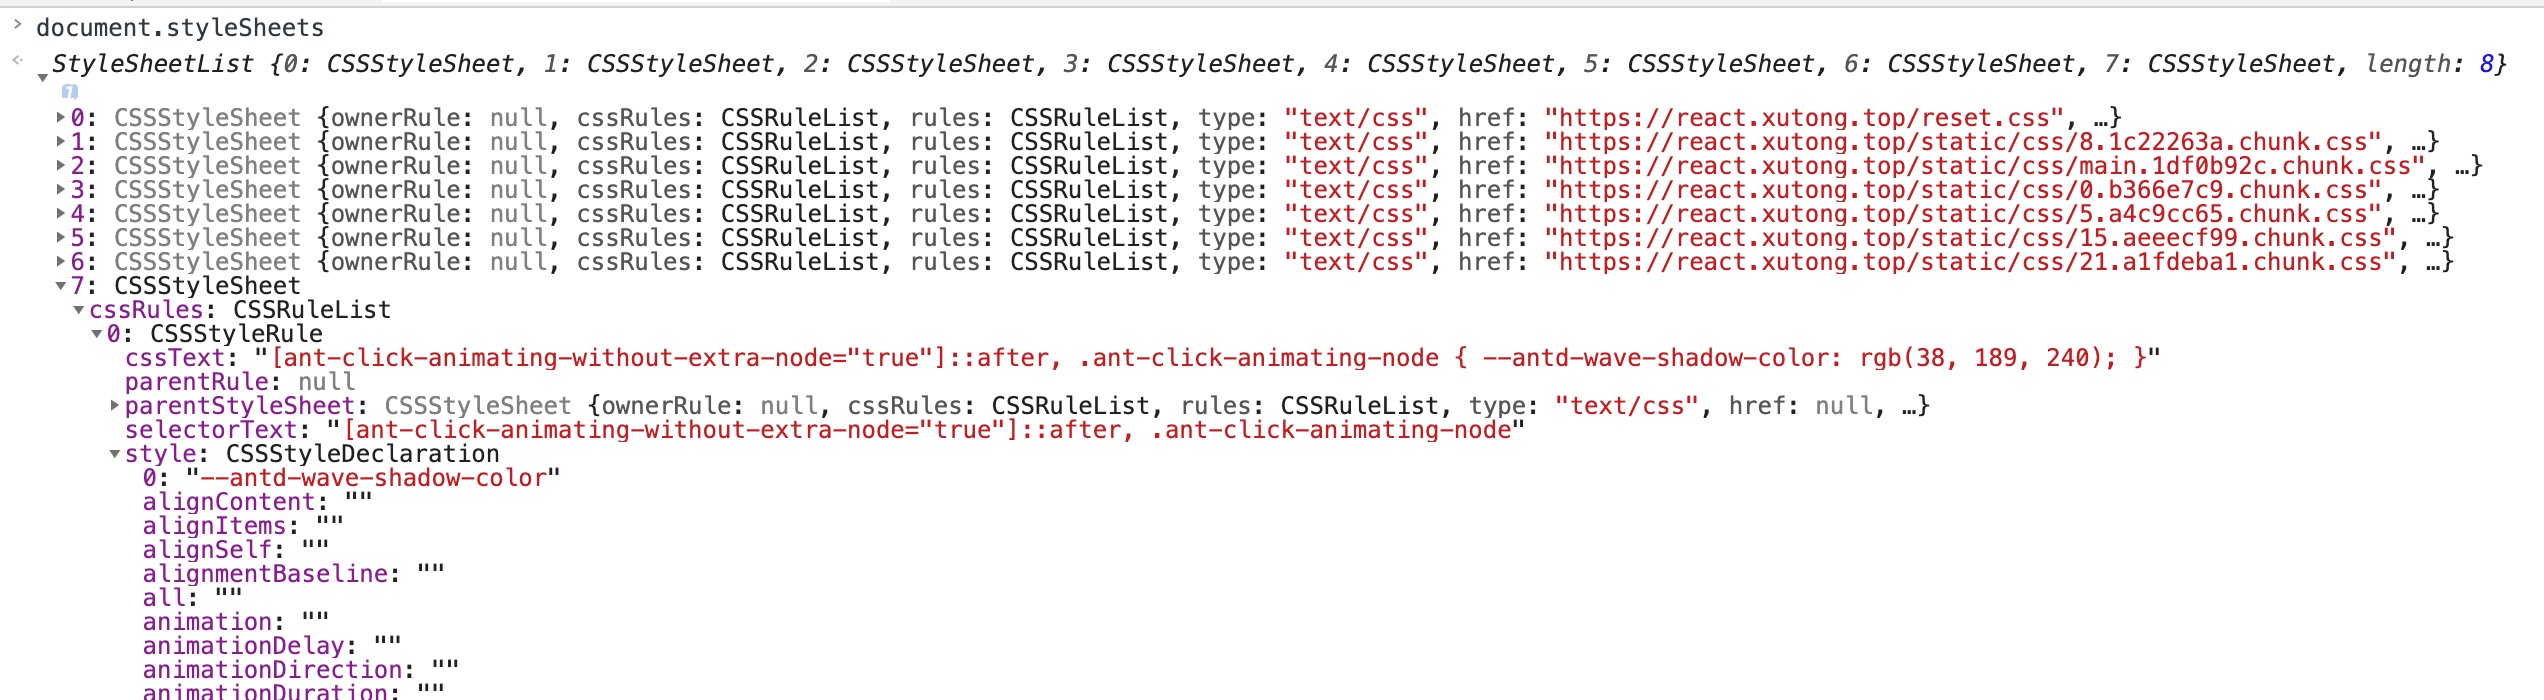 > document.styleSheets
StyleSheetList {0: CSSStyleSheet, 1: CSSStyleSheet, 2: CSSStyleSheet, 3: CSSStyleSheet, 4: CSSStyleSheet, 5: CSSStyleSheet, 6: CSSStyleSheet, 7: CSSStyleSheet, length: 8}
0: CSSStyleSheet {ownerRule: null, cssRules: CSSRuleList, rules: CSSRuleList, type: "text/css", href: "https://react.xutong.top/reset.css", …}
1: CSSStyleSheet {ownerRule: null, cssRules: CSSRuleList, rules: CSSRuleList, type: "text/css", href: "https://react.xutong.top/static/css/8.1c22263a.chunk.css", …}
2: CSSStyleSheet {ownerRule: null, cssRules: CSSRuleList, rules: CSSRuleList, type: "text/css", href: "https://react.xutong.top/static/css/main.1df0b92c.chunk.css", …}
3: CSSStyleSheet {ownerRule: null, cssRules: CSSRuleList, rules: CSSRuleList, type: "text/css", href: "https://react.xutong.top/static/css/0.b366e7c9.chunk.css", …}
4: CSSStyleSheet {ownerRule: null, cssRules: CSSRuleList, rules: CSSRuleList, type: "text/css", href: "https://react.xutong.top/static/css/5.a4c9cc65.chunk.css", …}
5: CSSStyleSheet {ownerRule: null, cssRules: CSSRuleList, rules: CSSRuleList, type: "text/css", href: "https://react.xutong.top/static/css/15.aeeecf99.chunk.css", …}
6: CSSStyleSheet {ownerRule: null, cssRules: CSSRuleList, rules: CSSRuleList, type: "text/css", href: "https://react.xutong.top/static/css/21.a1fdeba1.chunk.css", …}
7: CSSStyleSheet
cssRules: CSSRuleList
0: CSSStyleRule
cssText: "[ant-click-animating-without-extra-node="true"]::after, .ant-click-animating-node { --antd-wave-shadow-color: rgb(38, 189, 240); }"
parentRule: null
parentStyleSheet: CSSStyleSheet {ownerRule: null, cssRules: CSSRuleList, rules: CSSRuleList, type: "text/css", href: null, …}
selectorText: "[ant-click-animating-without-extra-node="true"]::after, .ant-click-animating-node"
style: CSSStyleDeclaration
0: "--antd-wave-shadow-color"
alignContent: ""
alignItems: ""
alignSelf: ""
alignmentBaseline: ""
all: ""
animation: ""
animationDelay: ""
animationDirection: ""
animationDuration: ""